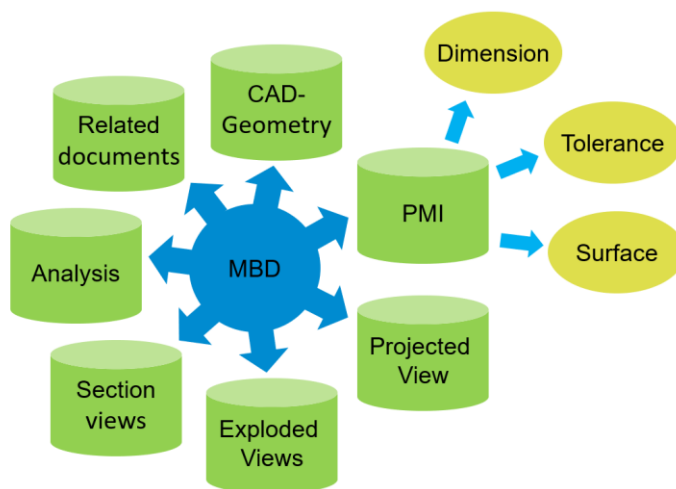 Dimension
CAD-
Geometry
Related
documents
Tolerance
PMI
Surface
Analysis
MBD
Projected
View
Section
views
Exploded
Views